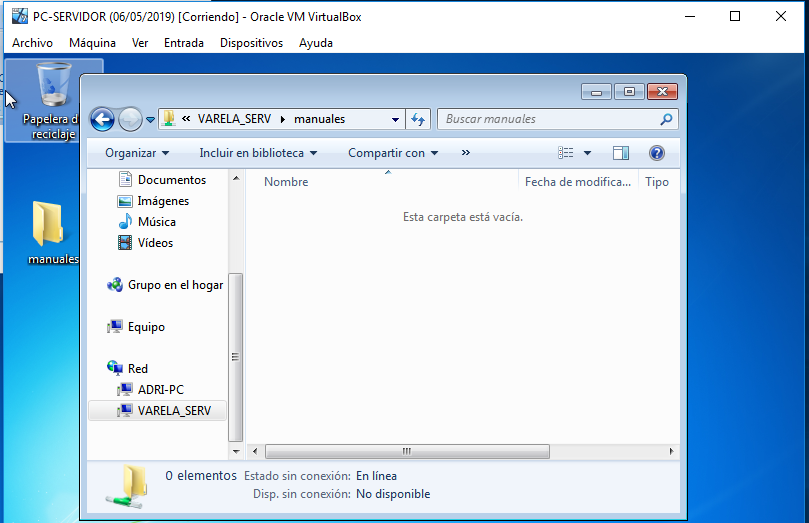 PC-SERVIDOR (06/05/2019) [Corriendo] - Oracle VM VirtualBox
Archivo Máquina Ver Entrada Dispositivos Ayuda
Papelera d
reciclaje
manuales
« VARELA_SERV manuales
Buscar manuales
Organizar Incluir en biblioteca Compartir con »
Documentos
Imágenes
Música
Vídeos
Grupo en el hogar
Equipo
Red
ADRI-PC
VARELA_SERV
Nombre Fecha de modifica... Tipo
Esta carpeta está vacía.
0 elementos Estado sin conexión: En línea
Disp. sin conexión: No disponible